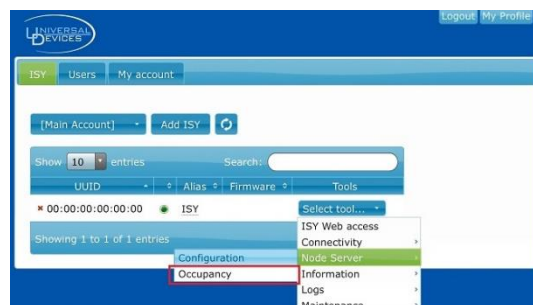 Logout My Profile
UNIVERSAL
DEVICES
ISY Users My account
[Main Account] Add ISY
Show 10 entries Search:
UUID Alias Firmware Tools
00:00:00:00:00:00 ISY Select tool...
Showing 1 to 1 of 1 entries
ISY Web access
Connectivity
Configuration Node Server
Occupancy Information
Logs
Maintenance